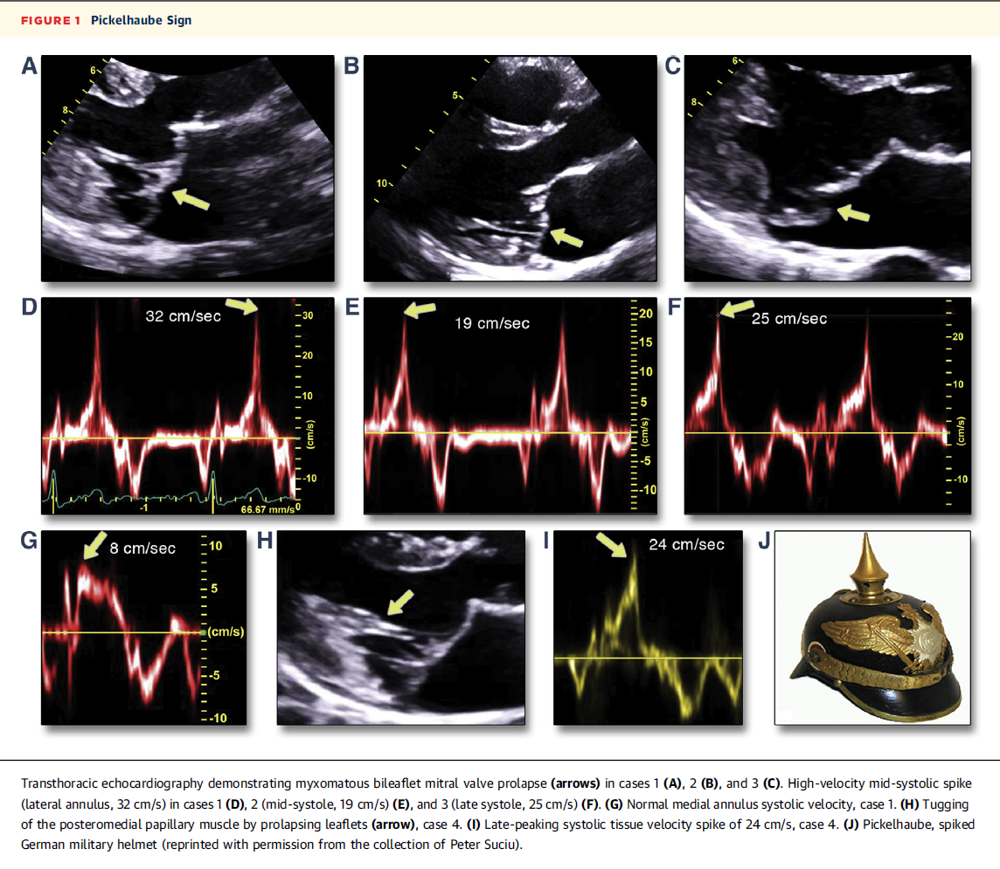 FIGURE 1 Pickelhaube Sign
A
6
8
B
5
10
C
6
8
D
32 cm/sec
30
20
10
(cm/s)
-10
-1
66.67 mm/s
0
E
19 cm/sec
20
15
10
5
(cm/s)
-5
-10
F
25 cm/sec
20
10
(cm/s)
-10
G
8 cm/sec
10
5
(cm/s)
-5
-10
H
I
24 cm/sec
J
Transthoracic echocardiography demonstrating myxomatous bileaflet mitral valve prolapse (arrows) in cases 1 (A), 2 (B), and 3 (C). High-velocity mid-systolic spike
(lateral annulus, 32 cm/s) in cases 1 (D), 2 (mid-systole, 19 cm/s) (E), and 3 (late systole, 25 cm/s) (F). (G) Normal medial annulus systolic velocity, case 1. (H) Tugging
of the posteromedial papillary muscle by prolapsing leaflets (arrow), case 4. (I) Late-peaking systolic tissue velocity spike of 24 cm/s, case 4. (J) Pickelhaube, spiked
German military helmet (reprinted with permission from the collection of Peter Suciu).